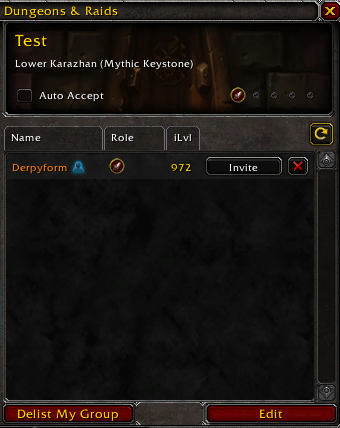 Dungeons & Raids
Test
Lower Karazhan (Mythic Keystone)
Auto Accept
Name Role iLvl
Derpyform 972 Invite
Delist My Group Edit